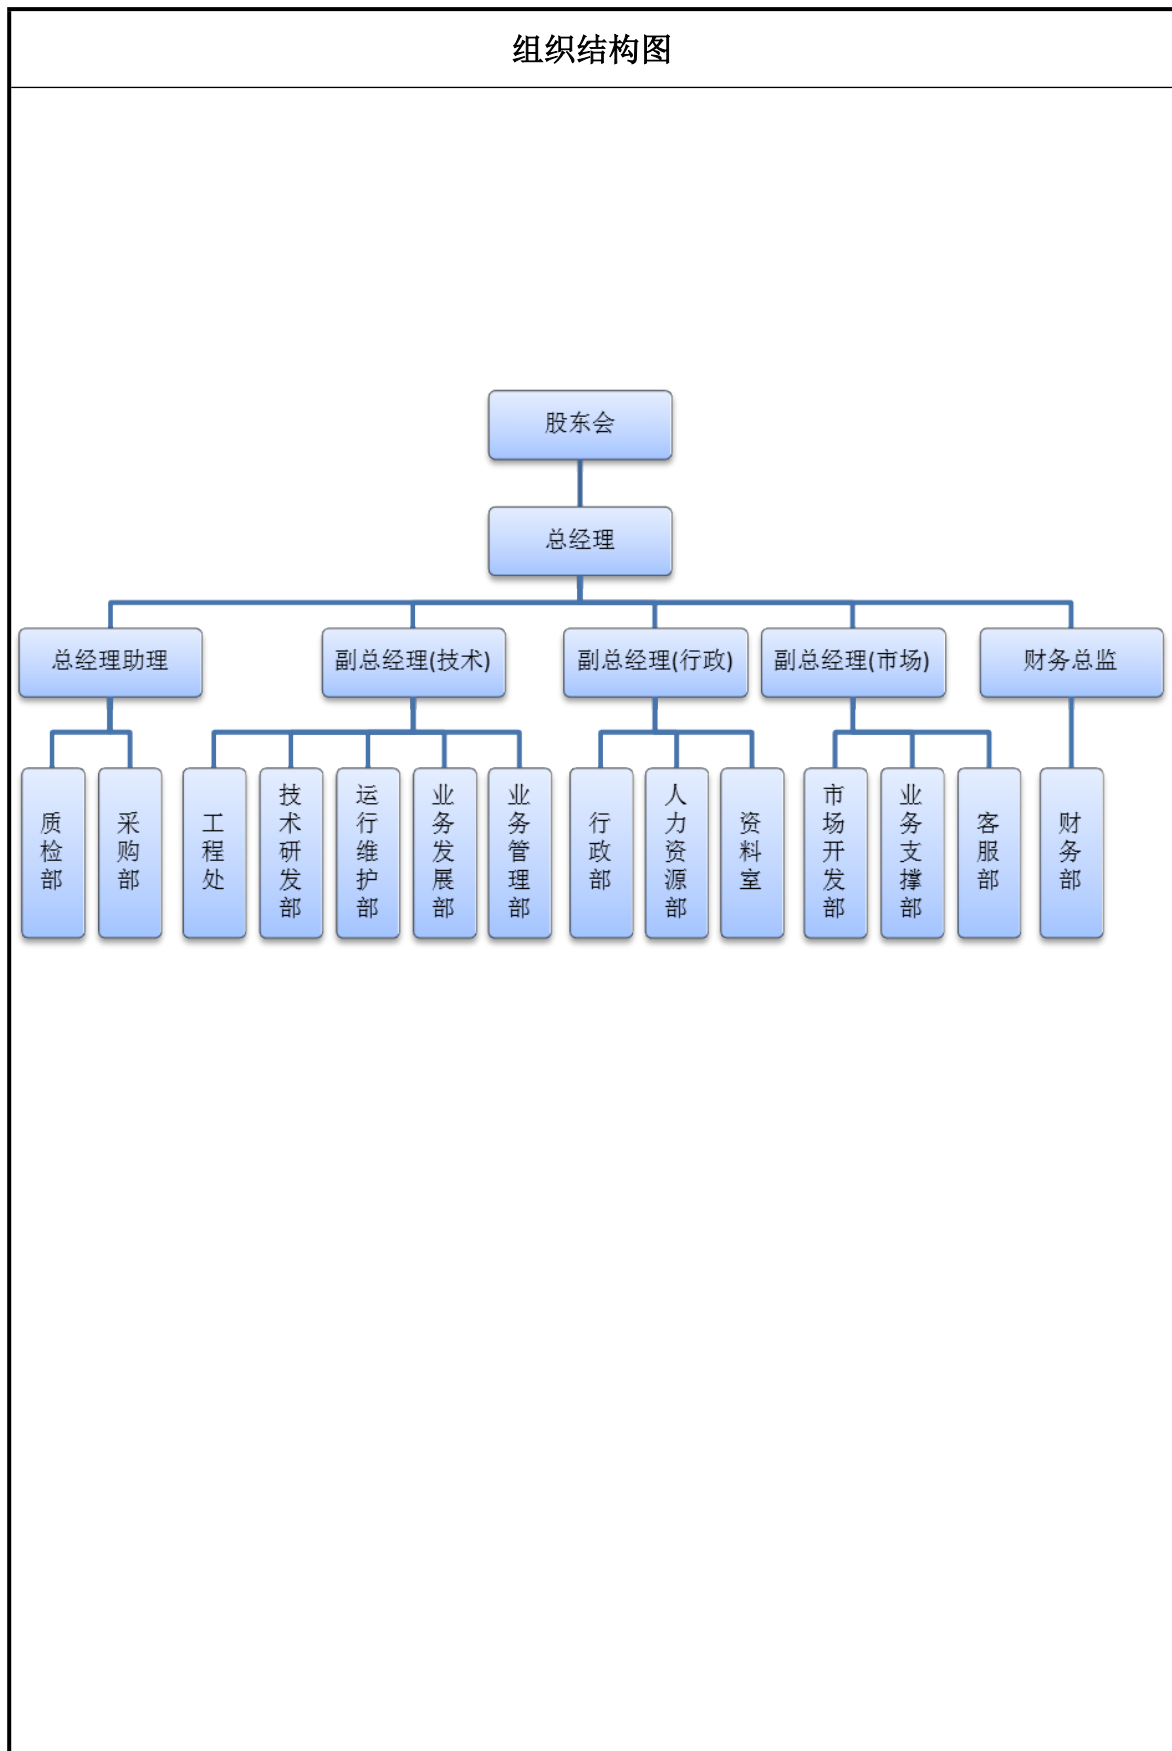 组织结构图
股东会
总经理
总经理助理
副总经理(技术)
副总经理(行政)
副总经理(市场)
财务总监
质检部
采购部
工程处
技术研发部
运行维护部
业务发展部
业务管理部
行政部
人力资源部
资料室
市场开发部
业务支撑部
客服部
财务部